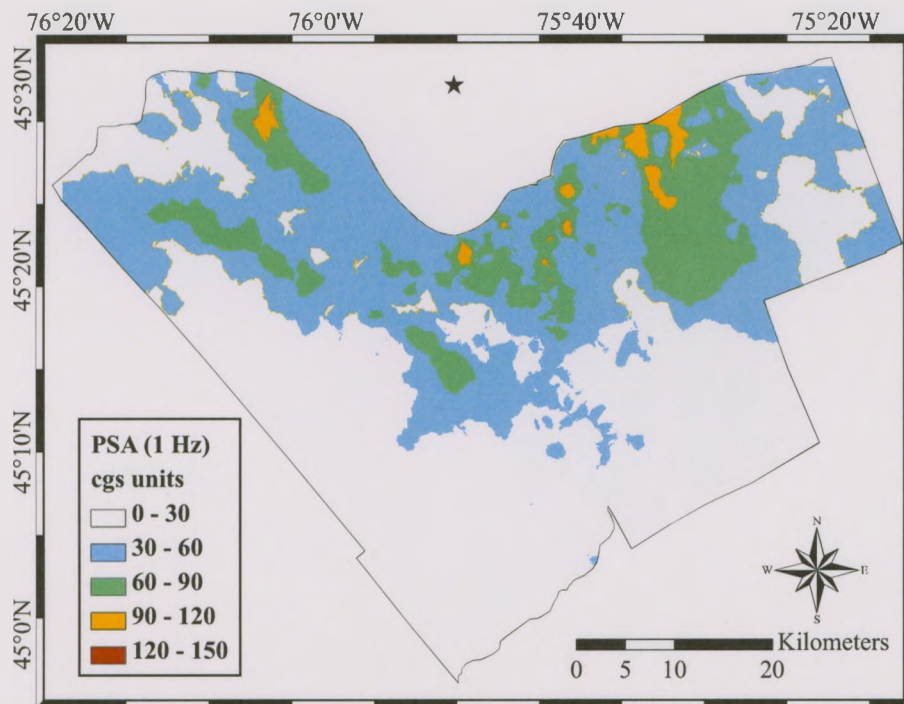 76°20'W 76°0'W 75°40'W 75°20'W
45°30'N
45°20'N
45°10'N
45°0'N
PSA (1 Hz)
cgs units
0 - 30
30 - 60
60 - 90
90 - 120
120 - 150
N
W E
S
Kilometers
0 5 10 20